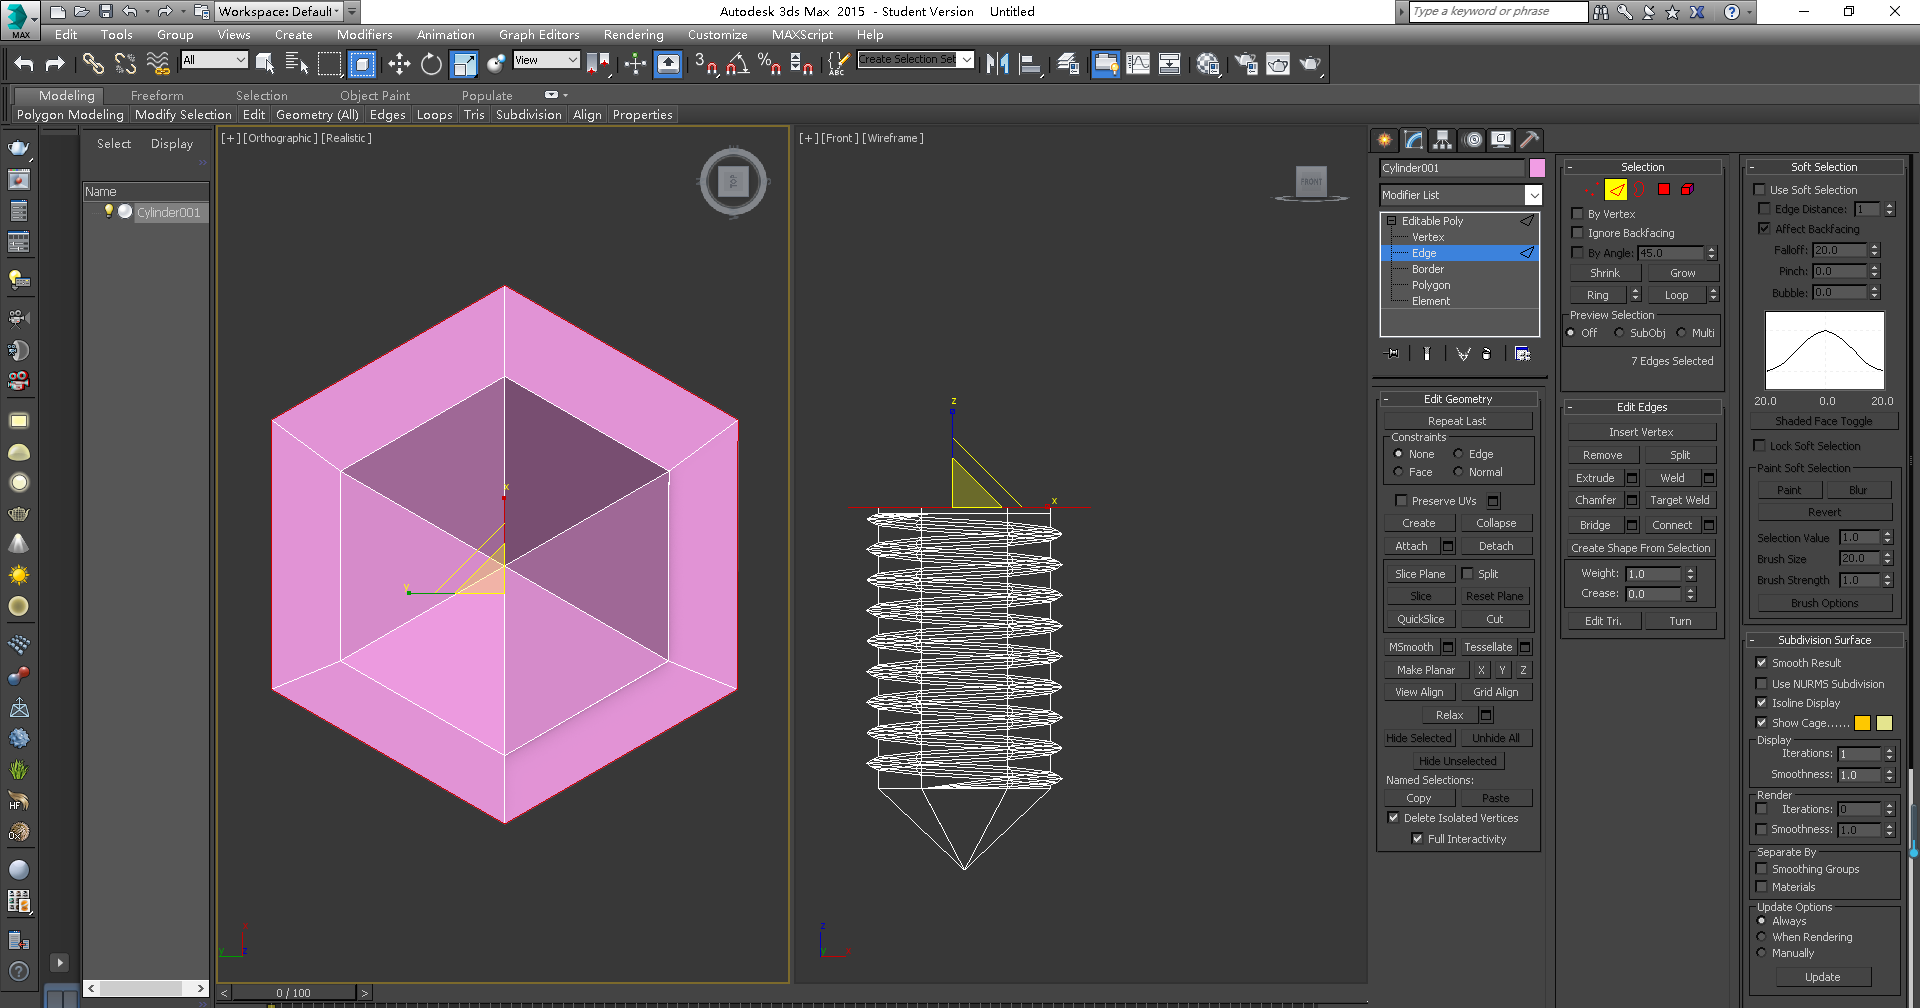 Workspace: Default
Autodesk 3ds Max 2015 - Student Version Untitled
Type a keyword or phrase
MAX
Edit Tools Group Views Create Modifiers Animation Graph Editors Rendering Customize MAXScript Help
All
View
3
ABC
Create Selection Set
Modeling Freeform Selection Object Paint Populate
Polygon Modeling Modify Selection Edit Geometry (All) Edges Loops Tris Subdivision Align Properties
Select Display
Name
Cylinder001
[+] [Orthographic] [Realistic]
TOP
x
Y
[+] [Front] [Wireframe]
FRONT
z
x
z
Cylinder001
Modifier List
Editable Poly
Vertex
Edge
Border
Polygon
Element
- Edit Geometry
Repeat Last
Constraints
None Edge
Face Normal
Preserve UVs
Create Collapse
Attach Detach
Slice Plane Split
Slice Reset Plane
QuickSlice Cut
MSmooth Tessellate
Make Planar X Y Z
View Align Grid Align
Relax
Hide Selected Unhide All
Hide Unselected
Named Selections:
Copy Paste
Delete Isolated Vertices
Full Interactivity
- Selection
By Vertex
Ignore Backfacing
By Angle: 45.0
Shrink Grow
Ring Loop
Preview Selection
Off SubObj Multi
7 Edges Selected
- Edit Edges
Insert Vertex
Remove Split
Extrude Weld
Chamfer Target Weld
Bridge Connect
Create Shape From Selection
Weight: 1.0
Crease: 0.0
Edit Tri. Turn
- Soft Selection
Use Soft Selection
Edge Distance: 1
Affect Backfacing
Falloff: 20.0
Pinch: 0.0
Bubble: 0.0
20.0 0.0 20.0
Shaded Face Toggle
Lock Soft Selection
Paint Soft Selection
Paint Blur
Revert
Selection Value 1.0
Brush Size 20.0
Brush Strength 1.0
Brush Options
- Subdivision Surface
Smooth Result
Use NURMS Subdivision
Isoline Display
Show Cage......
Display
Iterations: 1
Smoothness: 1.0
Render
Iterations: 0
Smoothness: 1.0
Separate By
Smoothing Groups
Materials
Update Options
Always
When Rendering
Manually
Update
HF
0 / 100